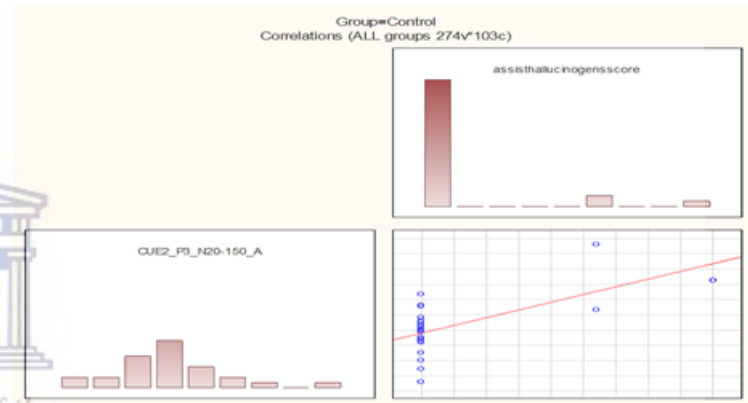 Group=Control
Correlations (ALL groups 274v*103c)
assisthallucinogensscore
CUE2_P3_N20-150_A